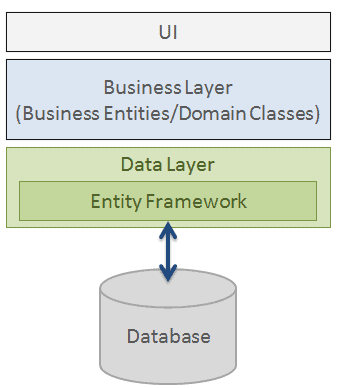 UI
Business Layer
(Business Entities/Domain Classes)
Data Layer
Entity Framework
Database